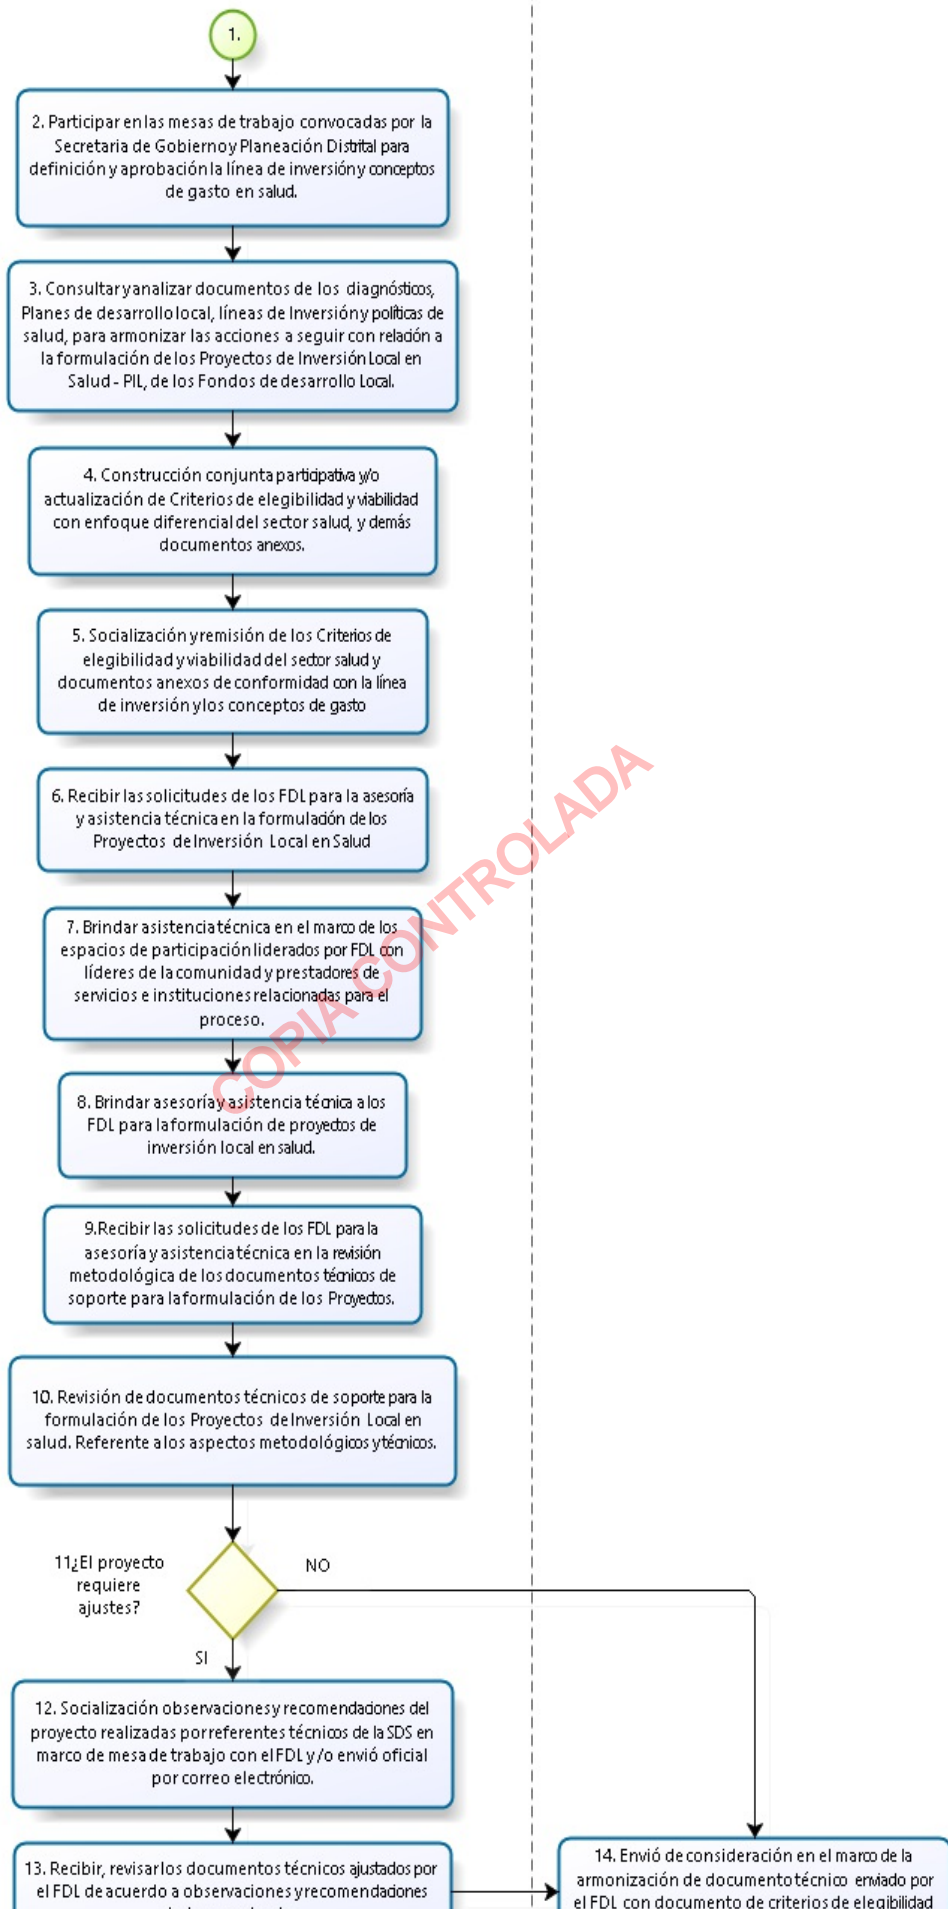 1.
2. Participar en las mesas de trabajo convocadas por la
Secretaria de Gobierno y Planeación Distrital para
definición y aprobación la línea de inversión y conceptos
de gasto en salud.
3. Consultar y analizar documentos de los diagnósticos,
Planes de desarrollo local, líneas de Inversión y políticas de
salud, para armonizar las acciones a seguir con relación a
la formulación de los Proyectos de Inversión Local en
Salud - PIL, de los Fondos de desarrollo Local.
4. Construcción conjunta participativa y/o
actualización de Criterios de elegibilidad y viabilidad
con enfoque diferencial del sector salud, y demás
documentos anexos.
5. Socialización y remisión de los Criterios de
elegibilidad y viabilidad del sector salud y
documentos anexos de conformidad con la línea
de inversión y los conceptos de gasto
6. Recibir las solicitudes de los FDL para la asesoría
y asistencia técnica en la formulación de los
Proyectos de Inversión Local en Salud
7. Brindar asistencia técnica en el marco de los
espacios de participación liderados por FDL con
líderes de la comunidad y prestadores de
servicios e instituciones relacionadas para el
proceso.
8. Brindar asesoría y asistencia técnica a los
FDL para la formulación de proyectos de
inversión local en salud.
9.Recibir las solicitudes de los FDL para la
asesoría y asistencia técnica en la revisión
metodológica de los documentos técnicos de
soporte para la formulación de los Proyectos.
10. Revisión de documentos técnicos de soporte para la
formulación de los Proyectos de Inversión Local en
salud. Referente a los aspectos metodológicos y técnicos.
11¿El proyecto
requiere
ajustes?
NO
SI
12. Socialización observaciones y recomendaciones del
proyecto realizadas por referentes técnicos de la SDS en
marco de mesa de trabajo con el FDL y /o envió oficial
por correo electrónico.
13. Recibir, revisar los documentos técnicos ajustados por
el FDL de acuerdo a observaciones y recomendaciones
14. Envió de consideración en el marco de la
armonización de documento técnico enviado por
el FDL con documento de criterios de elegibilidad
COPIA CONTROLADA